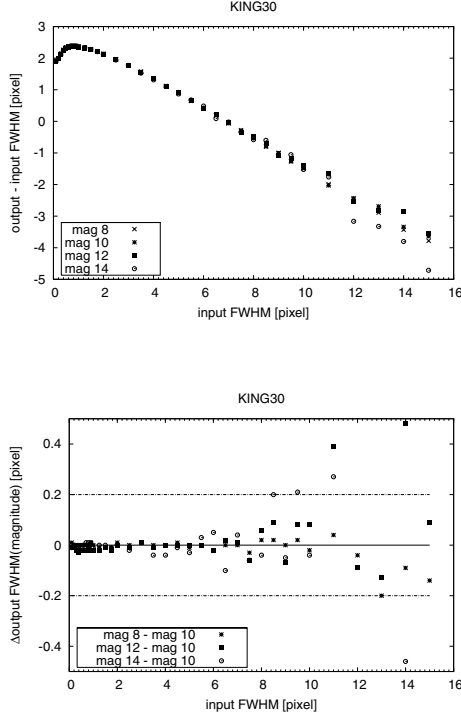 KING30
3
2
1
0
-1
-2
-3
-4
-5
output - input FWHM [pixel]
mag 8
mag 10
mag 12
mag 14
0 2 4 6 8 10 12 14 16
input FWHM [pixel]
KING30
0.4
0.2
0
-0.2
-0.4
Δoutput FWHM(magnitude) [pixel]
mag 8 - mag 10
mag 12 - mag 10
mag 14 - mag 10
0 2 4 6 8 10 12 14 16
input FWHM [pixel]